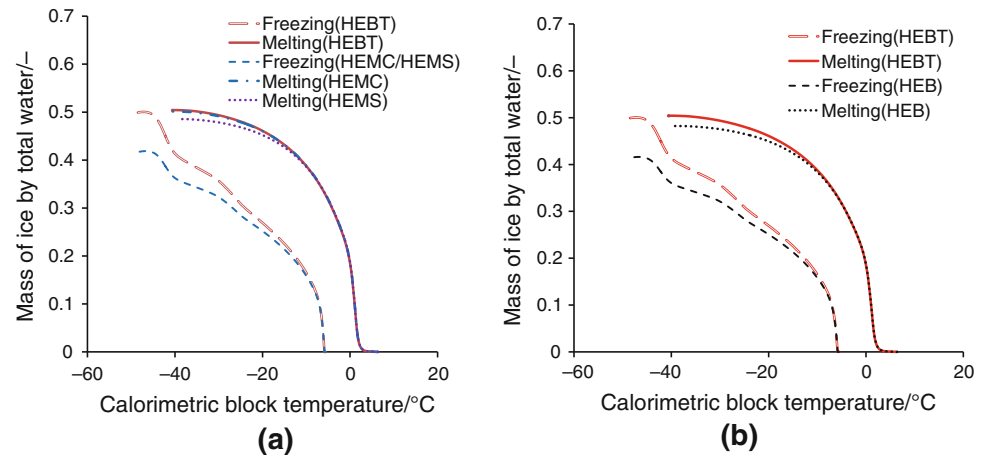 0.7
0.6
0.5
0.4
0.3
0.2
0.1
0
–60
–40
–20
0
20
Mass of ice by total water/–
Calorimetric block temperature/°C
Freezing(HEBT)
Melting(HEBT)
Freezing(HEMC/HEMS)
Melting(HEMC)
Melting(HEMS)
(a)
0.7
0.6
0.5
0.4
0.3
0.2
0.1
0
–60
–40
–20
0
20
Mass of ice by total water/–
Calorimetric block temperature/°C
Freezing(HEBT)
Melting(HEBT)
Freezing(HEB)
Melting(HEB)
(b)